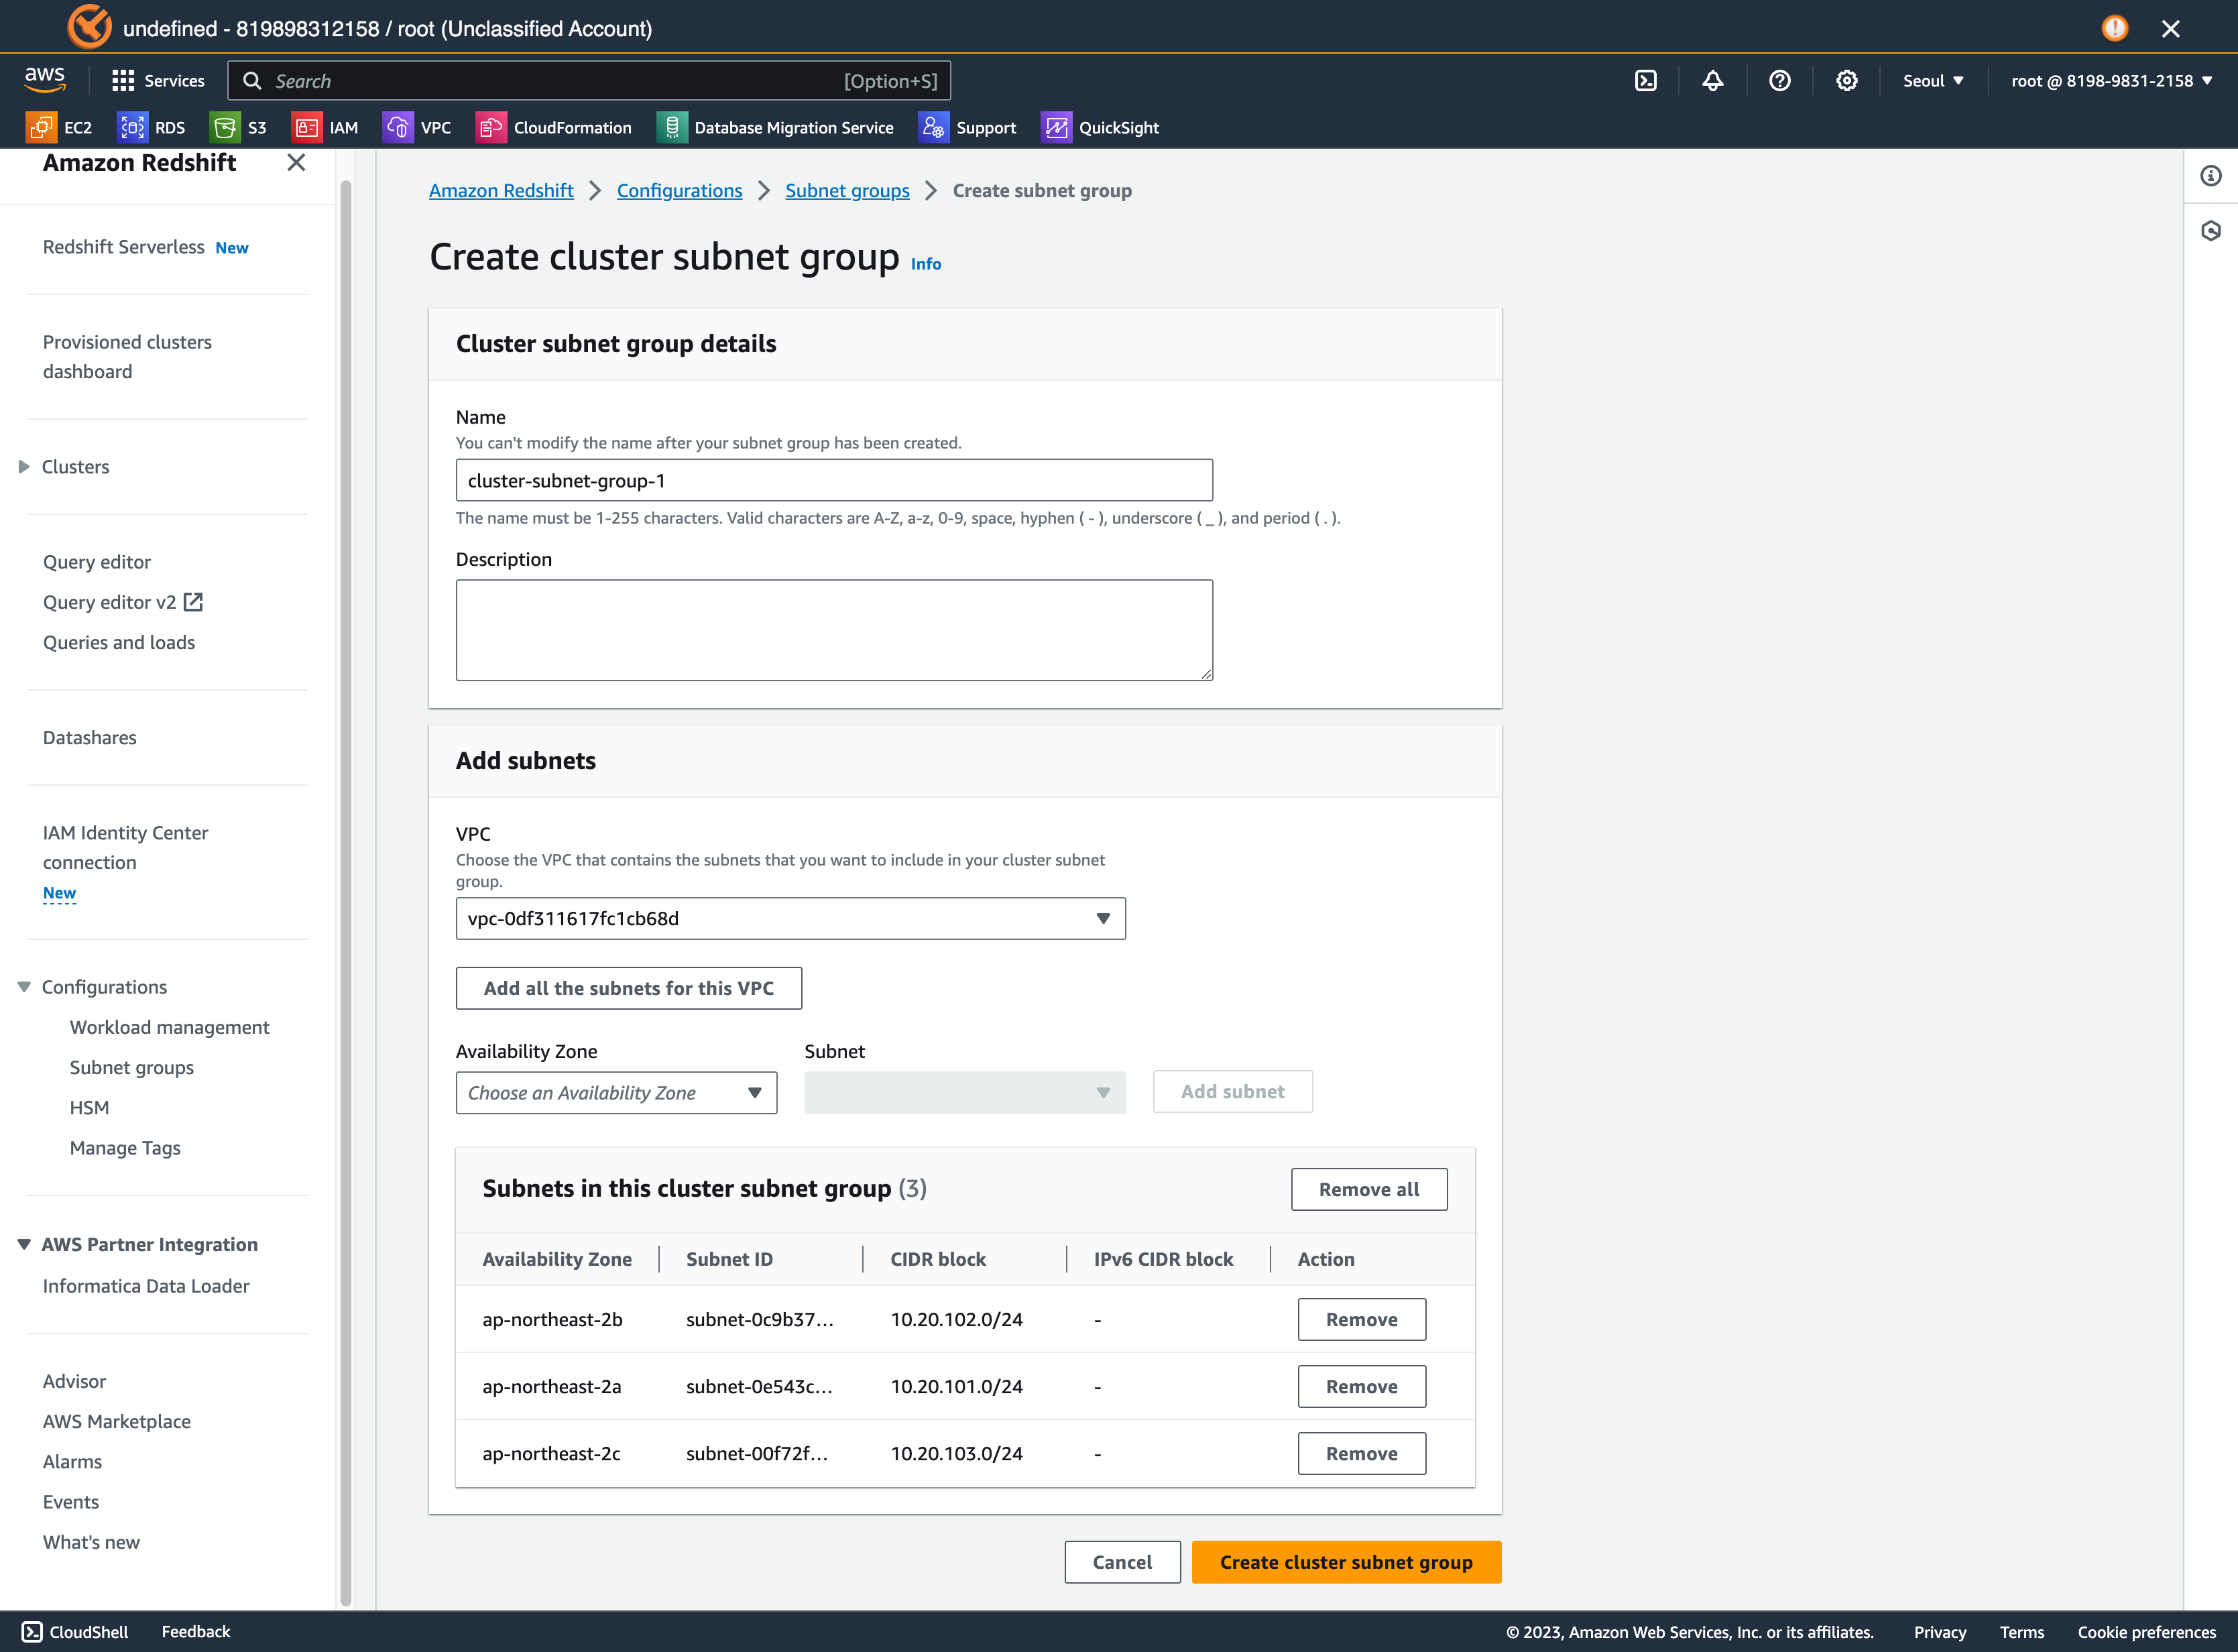 undefined - 819898312158 / root (Unclassified Account)
aws
Services
Search
[Option+S]
Seoul
root @ 8198-9831-2158
EC2
RDS
S3
IAM
VPC
CloudFormation
Database Migration Service
Support
QuickSight
Amazon Redshift
Redshift Serverless New
Provisioned clusters
dashboard
Clusters
Query editor
Query editor v2
Queries and loads
Datashares
IAM Identity Center
connection
New
Configurations
Workload management
Subnet groups
HSM
Manage Tags
AWS Partner Integration
Informatica Data Loader
Advisor
AWS Marketplace
Alarms
Events
What's new
Amazon Redshift > Configurations > Subnet groups > Create subnet group
Create cluster subnet group Info
Cluster subnet group details
Name
You can't modify the name after your subnet group has been created.
cluster-subnet-group-1
The name must be 1-255 characters. Valid characters are A-Z, a-z, 0-9, space, hyphen ( - ), underscore ( _ ), and period ( . ).
Description
Add subnets
VPC
Choose the VPC that contains the subnets that you want to include in your cluster subnet
group.
vpc-0df311617fc1cb68d
Add all the subnets for this VPC
Availability Zone Subnet
Choose an Availability Zone
Add subnet
Subnets in this cluster subnet group (3)
Remove all
Availability Zone Subnet ID CIDR block IPv6 CIDR block Action
ap-northeast-2b subnet-0c9b37... 10.20.102.0/24 - Remove
ap-northeast-2a subnet-0e543c... 10.20.101.0/24 - Remove
ap-northeast-2c subnet-00f72f... 10.20.103.0/24 - Remove
Cancel
Create cluster subnet group
CloudShell
Feedback
© 2023, Amazon Web Services, Inc. or its affiliates.
Privacy
Terms
Cookie preferences